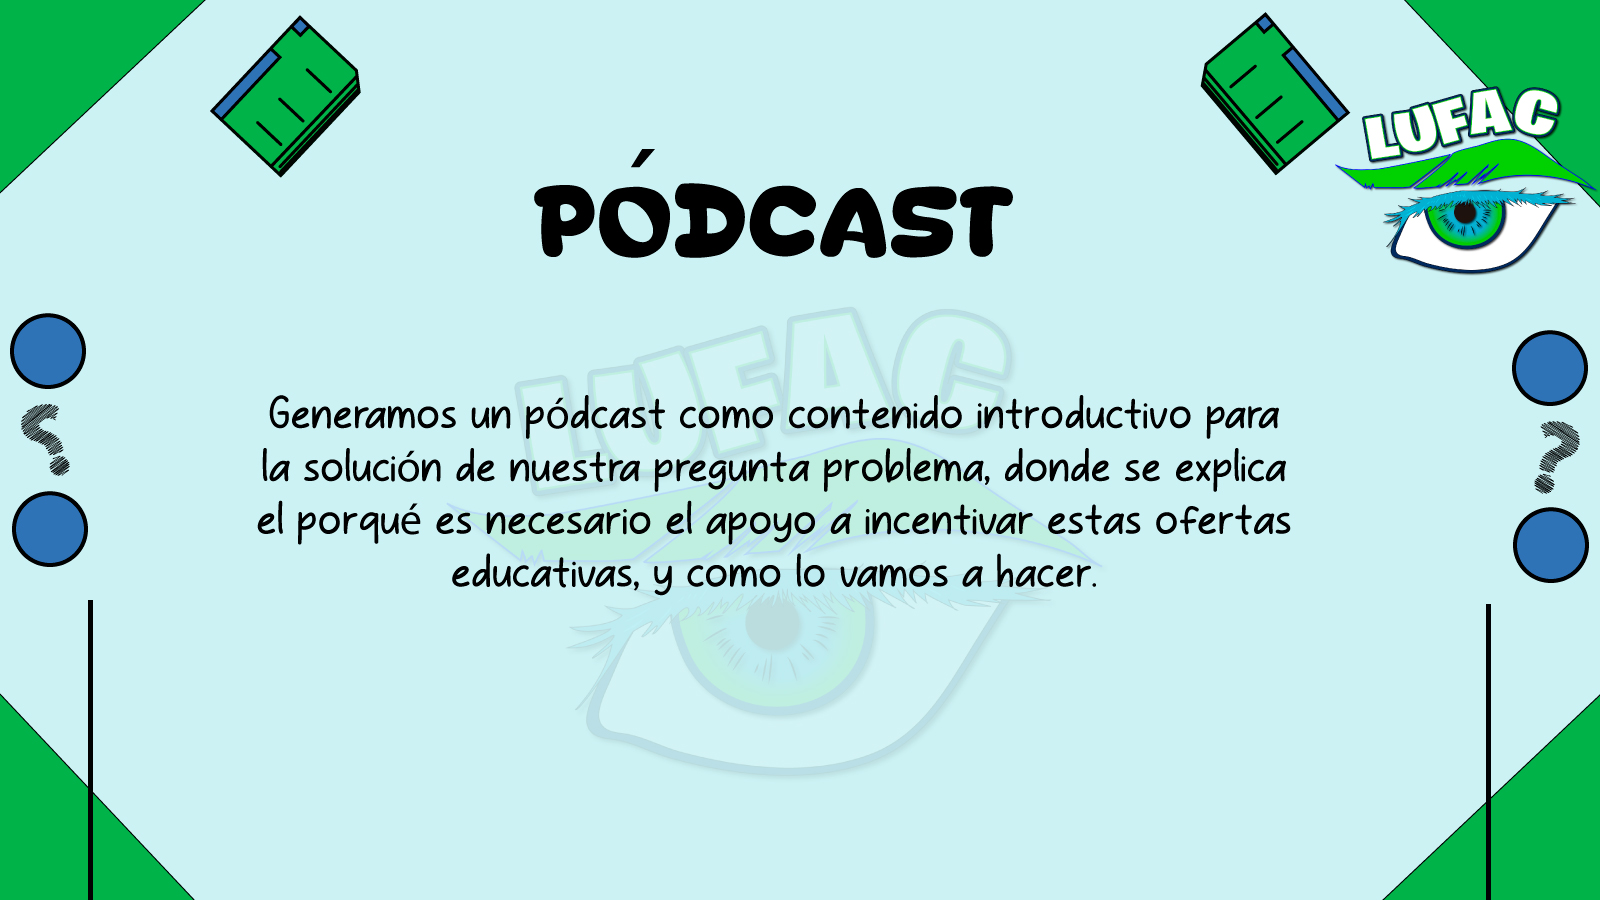 LUFAC
PÓDCAST
LUFAC
Generamos un pódcast como contenido introductivo para
la solución de nuestra pregunta problema, donde se explica
el porqué es necesario el apoyo a incentivar estas ofertas
educativas, y como lo vamos a hacer.
?
?